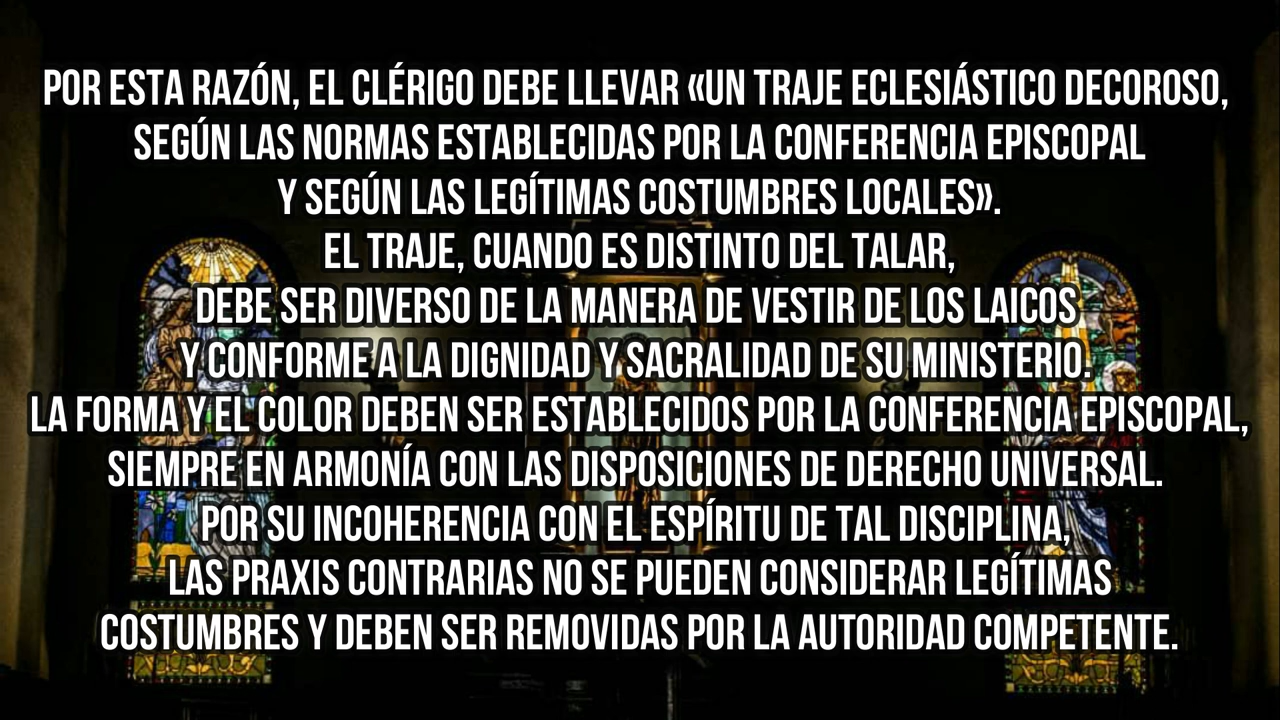 POR ESTA RAZÓN, EL CLÉRIGO DEBE LLEVAR «UN TRAJE ECLESIÁSTICO DECOROSO,
SEGÚN LAS NORMAS ESTABLECIDAS POR LA CONFERENCIA EPISCOPAL
Y SEGÚN LAS LEGÍTIMAS COSTUMBRES LOCALES».
EL TRAJE, CUANDO ES DISTINTO DEL TALAR,
DEBE SER DIVERSO DE LA MANERA DE VESTIR DE LOS LAICOS
Y CONFORME A LA DIGNIDAD Y SACRALIDAD DE SU MINISTERIO.
LA FORMA Y EL COLOR DEBEN SER ESTABLECIDOS POR LA CONFERENCIA EPISCOPAL,
SIEMPRE EN ARMONÍA CON LAS DISPOSICIONES DE DERECHO UNIVERSAL.
POR SU INCOHERENCIA CON EL ESPÍRITU DE TAL DISCIPLINA,
LAS PRAXIS CONTRARIAS NO SE PUEDEN CONSIDERAR LEGÍTIMAS
COSTUMBRES Y DEBEN SER REMOVIDAS POR LA AUTORIDAD COMPETENTE.